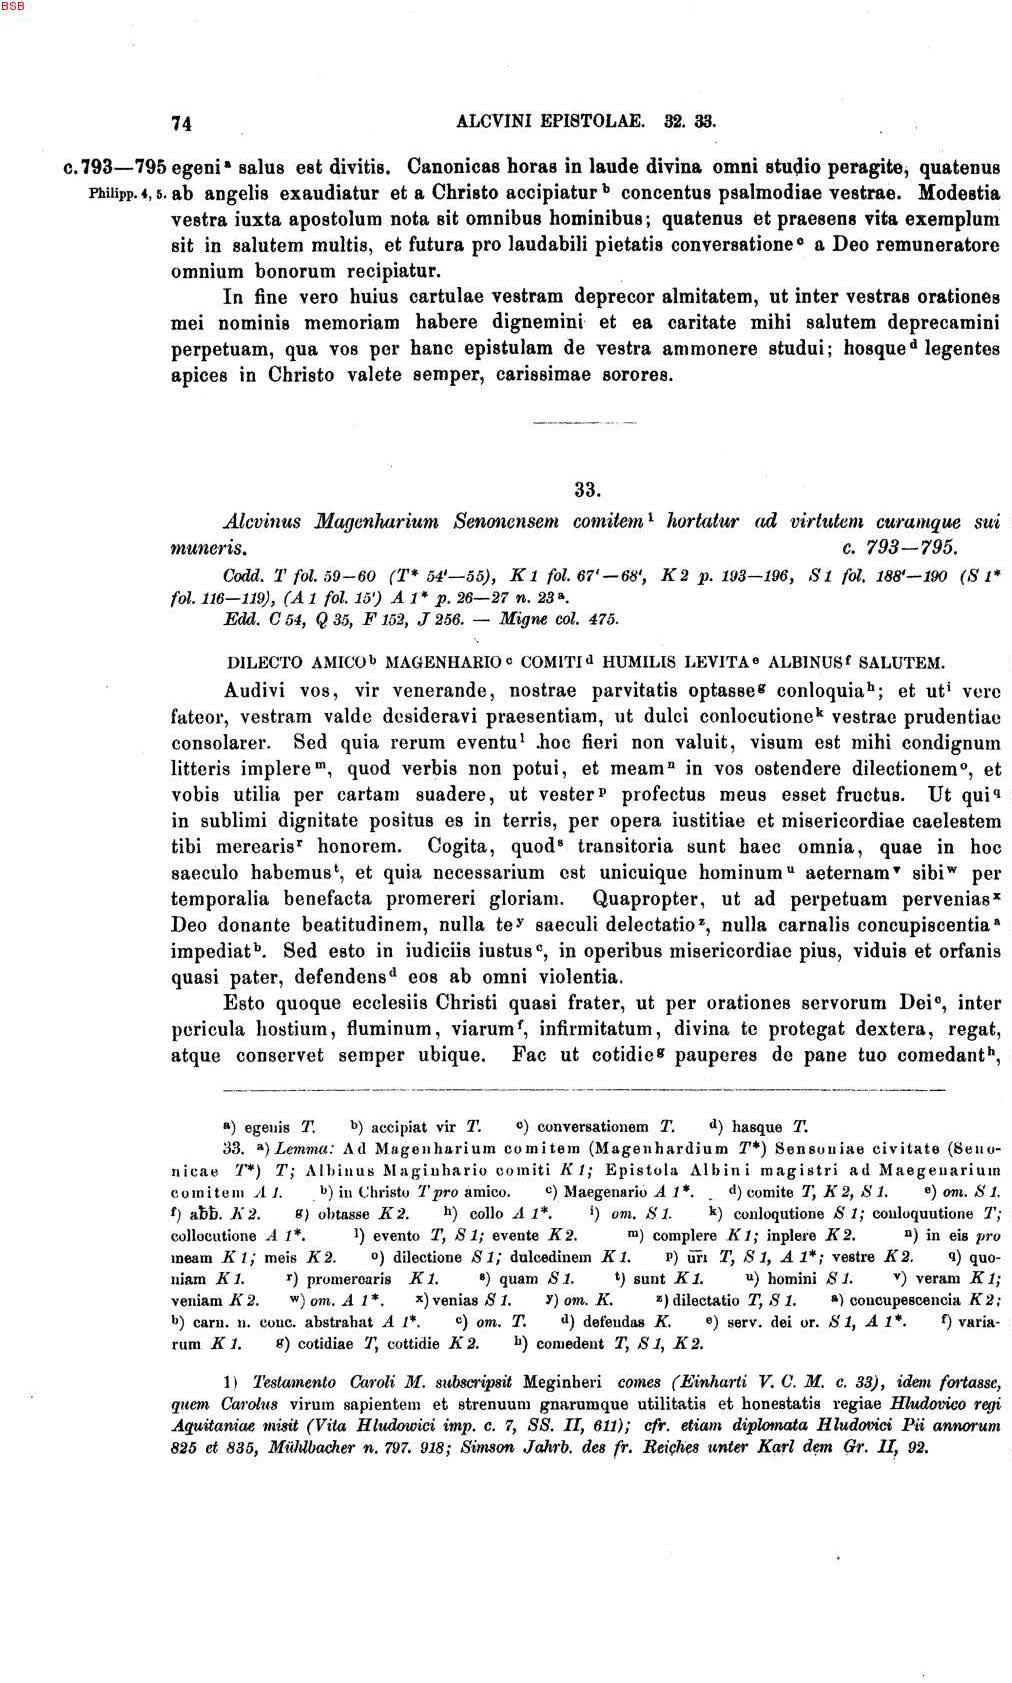 BSB
74 ALCVINI EPISTOLAE. 32. 33.
c. 793—795 egeni a salus est divitis. Canonicas horas in laude divina omni studio peragite, quatenus
Philipp. 4, 5. ab angelis exaudiatur et a Christo accipiatur b concentus psalmodiae vestrae. Modestia
vestra iuxta apostolum nota sit omnibus hominibus; quatenus et praesens vita exemplum
sit in salutem multis, et futura pro laudabili pietatis conversatione c a Deo remuneratore
omnium bonorum recipiatur.
In fine vero huius cartulae vestram deprecor almitatem, ut inter vestras orationes
mei nominis memoriam habere dignemini et ea caritate mihi salutem deprecamini
perpetuam, qua vos per hanc epistulam de vestra ammonere studui; hosque d legentes
apices in Christo valete semper, carissimae sorores.
33.
Alcvinus Magenharium Senonensem comitem 1 hortatur ad virtutem curamque sui
muneris. c. 793—795.
Codd. T fol. 59—60 (T* 54'—55), K 1 fol. 67'—68', K 2 p. 193—196, S 1 fol. 188'—190 (S 1*
fol. 116—119), (A 1 fol. 15') A 1* p. 26—27 n. 23 a.
Edd. C 54, Q 35, F 152, J 256. — Migne col. 475.
DILECTO AMICO b MAGENHARIO c COMITI d HUMILIS LEVITA e ALBINUS f SALUTEM.
Audivi vos, vir venerande, nostrae parvitatis optasse g conloquia h; et ut i vere
fateor, vestram valde desideravi praesentiam, ut dulci conlocutione k vestrae prudentiae
consolarer. Sed quia rerum eventu l hoc fieri non valuit, visum est mihi condignum
litteris implere m, quod verbis non potui, et meam n in vos ostendere dilectionem o, et
vobis utilia per cartam suadere, ut vester p profectus meus esset fructus. Ut qui q
in sublimi dignitate positus es in terris, per opera iustitiae et misericordiae caelestem
tibi merearis r honorem. Cogita, quod s transitoria sunt haec omnia, quae in hoc
saeculo habemus t, et quia necessarium est unicuique hominum u aeternam v sibi w per
temporalia benefacta promereri gloriam. Quapropter, ut ad perpetuam pervenias x
Deo donante beatitudinem, nulla te y saeculi delectatio z, nulla carnalis concupiscentia a
impediat b. Sed esto in iudiciis iustus c, in operibus misericordiae pius, viduis et orfanis
quasi pater, defendens d eos ab omni violentia.
Esto quoque ecclesiis Christi quasi frater, ut per orationes servorum Dei e, inter
pericula hostium, fluminum, viarum f, infirmitatum, divina te protegat dextera, regat,
atque conservet semper ubique. Fac ut cotidie g pauperes de pane tuo comedant h,
a) egenis T. b) accipiat vir T. c) conversationem T. d) hasque T.
33. a) Lemma: Ad Magenharium comitem (Magenhardium T*) Sensoniae civitate (Seno-
nicae T*) T; Albinus Maginhario comiti K 1; Epistola Albini magistri ad Maegenarium
comitem A 1. b) in Christo T pro amico. c) Maegenario A 1*. d) comite T, K 2, S 1. e) om. S 1.
f) abb. K 2. g) obtasse K 2. h) collo A 1*. i) om. S 1. k) conloqutione S 1; conloquutione T;
collocutione A 1*. l) evento T, S 1; evente K 2. m) complere K 1; inplere K 2. n) in eis pro
meam K 1; meis K 2. o) dilectione S 1; dulcedinem K 1. p) ur̄i T, S 1, A 1*; vestre K 2. q) quo-
niam K 1. r) promerearis K 1. s) quam S 1. t) sunt K 1. u) homini S 1. v) veram K 1;
veniam K 2. w) om. A 1*. x) venias S 1. y) om. K. z) dilectatio T, S 1. a) concupescencia K 2;
b) carn. n. conc. abstrahat A 1*. c) om. T. d) defendas K. e) serv. dei or. S 1, A 1*. f) varia-
rum K 1. g) cotidiae T, cottidie K 2. h) comedent T, S 1, K 2.
1) Testamento Caroli M. subscripsit Meginheri comes (Einharti V. C. M. c. 33), idem fortasse,
quem Carolus virum sapientem et strenuum gnarumque utilitatis et honestatis regiae Hludovico regi
Aquitaniae misit (Vita Hludowici imp. c. 7, SS. II, 611); cfr. etiam diplomata Hludovici Pii annorum
825 et 835, Mühlbacher n. 797. 918; Simson Jahrb. des fr. Reiches unter Karl dem Gr. II, 92.